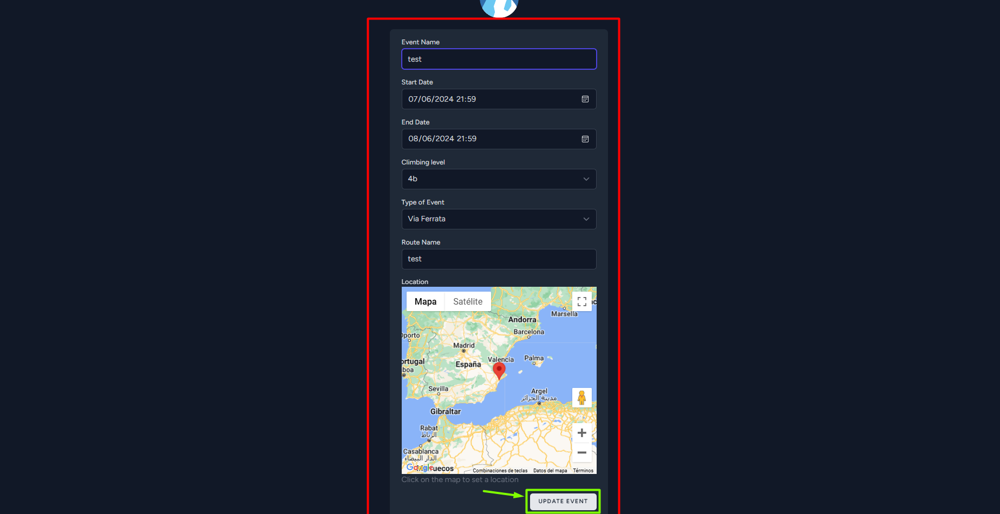 Event Name
test
Start Date
07/06/2024 21:59
End Date
08/06/2024 21:59
Climbing level
4b
Type of Event
Via Ferrata
Route Name
test
Location
Mapa Satélite
Marsella
Andorra
Barcelona
Oporto
Madrid
Valencia Palma
ortugal
España
boa
Sevilla
Argel
مدينة الجزائر
Gibraltar
Rabat
الرباط
Casablanca
الدار البيضاء
Google
ruecos
Combinaciones de teclas Datos del mapa Términos
Click on the map to set a location
UPDATE EVENT